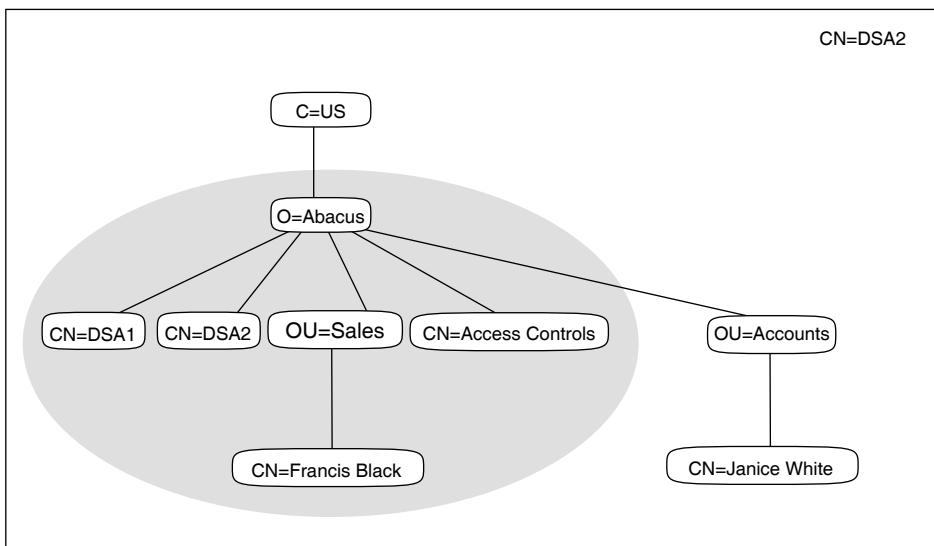 CN=DSA2
C=US
O=Abacus
CN=DSA1
CN=DSA2
OU=Sales
CN=Access Controls
OU=Accounts
CN=Francis Black
CN=Janice White